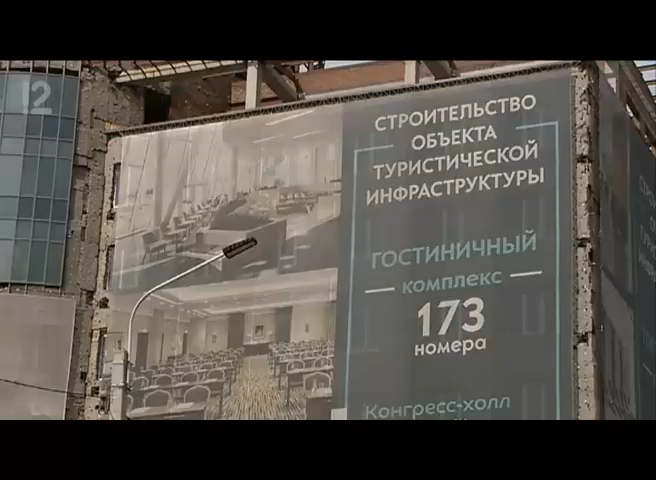 12
СТРОИТЕЛЬСТВО
ОБЪЕКТА
ТУРИСТИЧЕСКОЙ
ИНФРАСТРУКТУРЫ
ГОСТИНИЧНЫЙ
комплекс
173
номера
Конгресс-холл